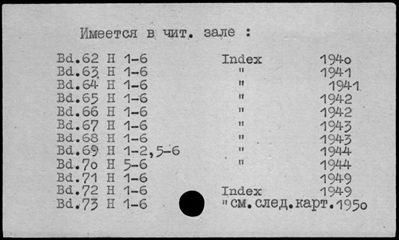 Имеется в чит. зале :
Bd.62 H 1-6 Index 1940
Bd.63 H 1-6 " 1941
Bd.64 H 1-6 " 1941
Bd.65 H 1-6 " 1942
Bd.66 H 1-6 " 1942
Bd.67 H 1-6 " 1943
Bd.68 H 1-6 " 1943
Bd.69 H 1-2,5-6 " 1944
Bd.70 H 5-6 " 1944
Bd.71 H 1-6 1949
Bd.72 H 1-6 Index 1949
Bd.73 H 1-6 "см.след.карт.1950